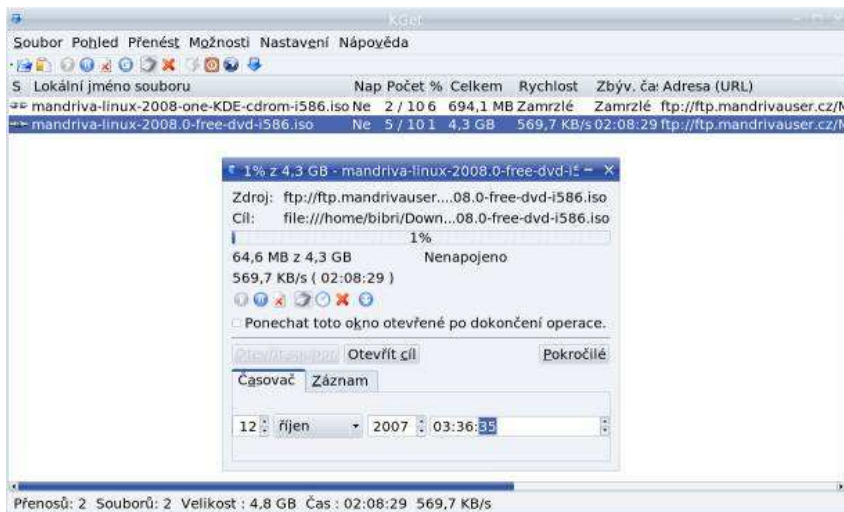 KGet
Soubor Pohled Přenést Možnosti Nastavení Nápověda
S Lokální jméno souboru Nap Počet % Celkem Rychlost Zbýv. ča: Adresa (URL)
mandriva-linux-2008-one-KDE-cdrom-i586.iso Ne 2 / 10 6 694,1 MB Zamrzlé Zamrzlé ftp://ftp.mandrivauser.cz/M
mandriva-linux-2008.0-free-dvd-i586.iso Ne 5 / 10 1 4,3 GB 569,7 KB/s 02:08:29 ftp://ftp.mandrivauser.cz/M
1% z 4,3 GB - mandriva-linux-2008.0-free-dvd-i5
Zdroj: ftp://ftp.mandrivauser....08.0-free-dvd-i586.iso
Cíl: file:///home/bibri/Down...08.0-free-dvd-i586.iso
1%
64,6 MB z 4,3 GB Nenapojeno
569,7 KB/s ( 02:08:29 )
Ponechat toto okno otevřené po dokončení operace.
Otevřít soubor Otevřít cíl Pokročilé
Časovač Záznam
12 říjen 2007 03:36:35
Přenosů: 2 Souborů: 2 Velikost : 4,8 GB Čas : 02:08:29 569,7 KB/s